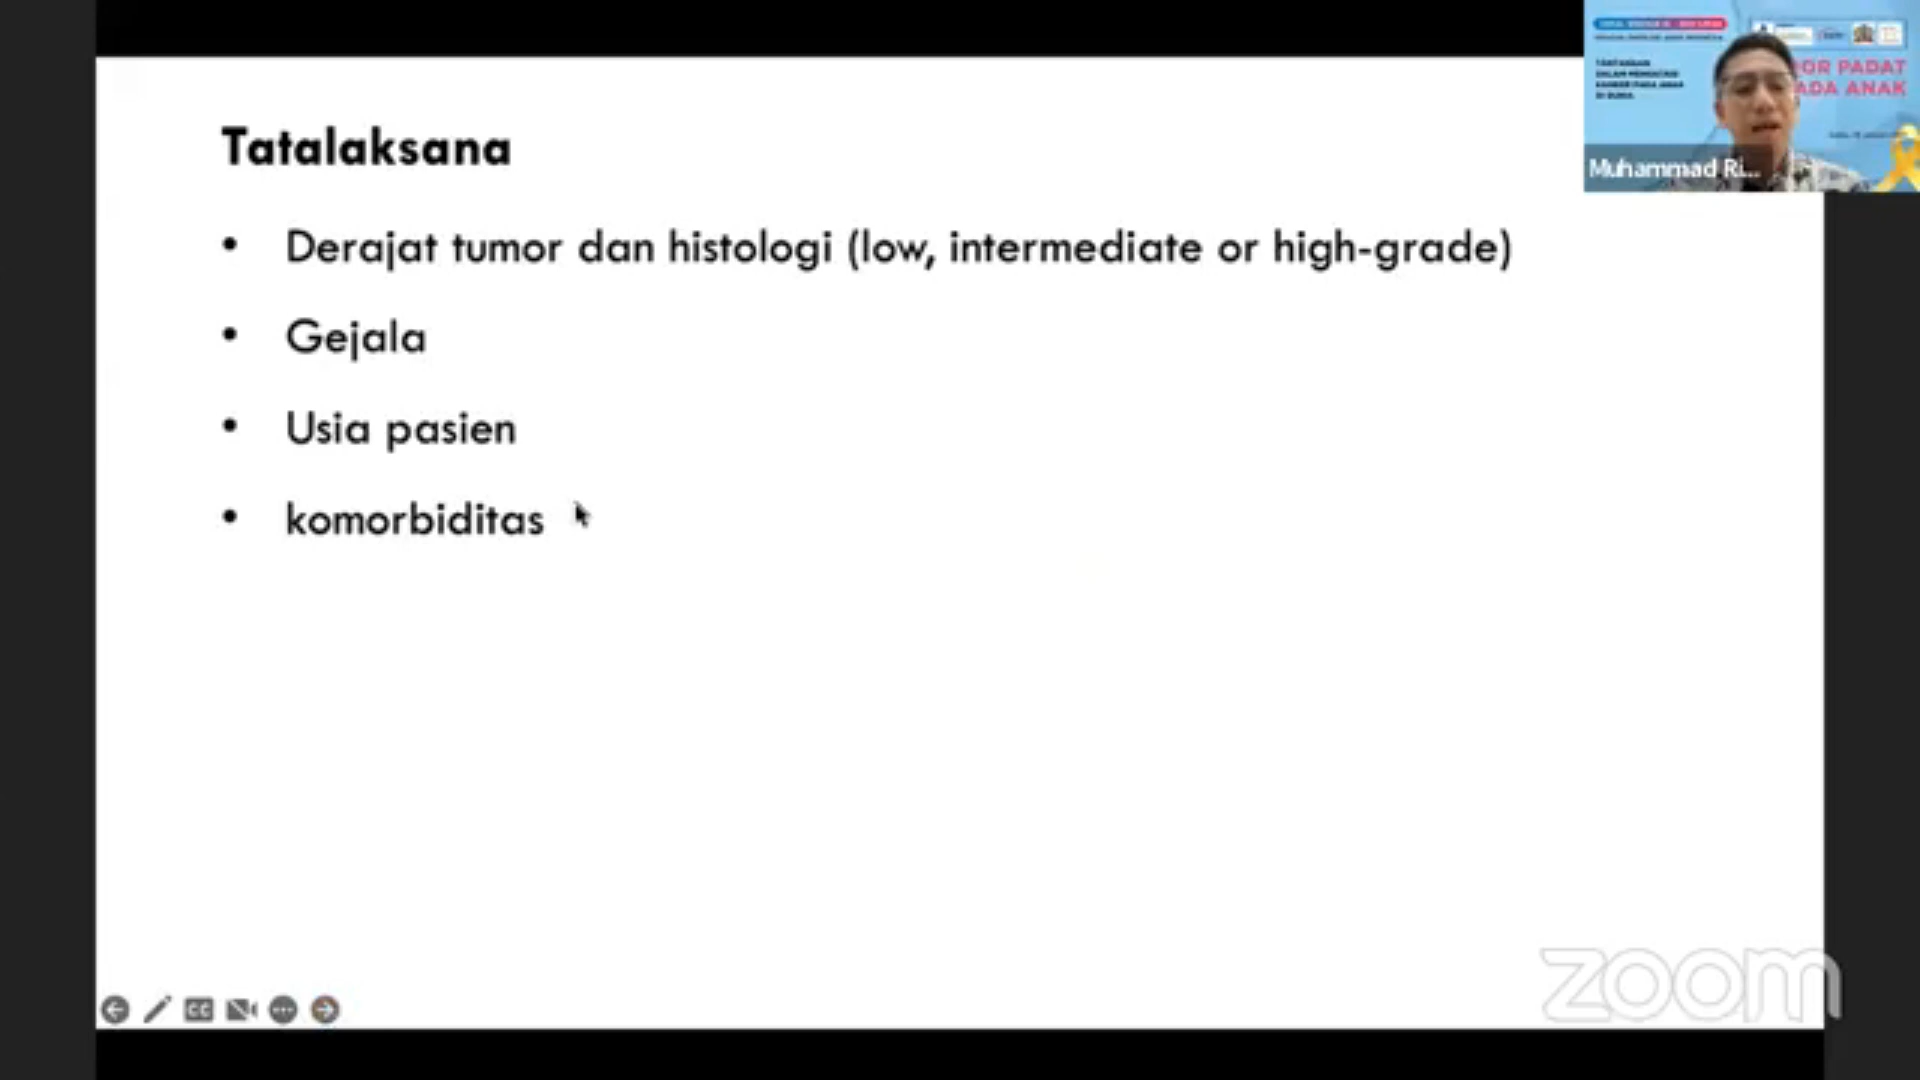 Tatalaksana
• Derajat tumor dan histologi (low, intermediate or high-grade)
• Gejala
• Usia pasien
• komorbiditas
OR PADAT
ADA ANAK
Muhammad Ri...
CC
zoom